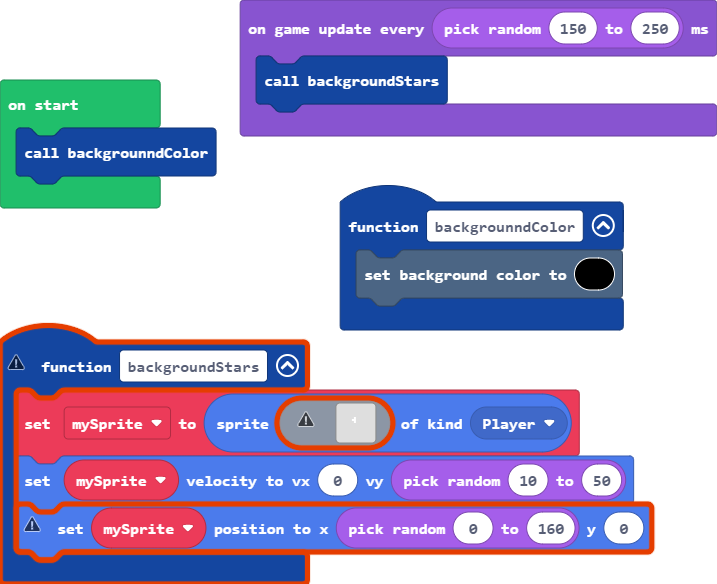 on game update every pick random 150 to 250 ms
call backgroundStars
on start
call backgrounndColor
function backgrounndColor
set background color to
function backgroundStars
set mySprite to sprite of kind Player
set mySprite velocity to vx 0 vy pick random 10 to 50
set mySprite position to x pick random 0 to 160 y 0